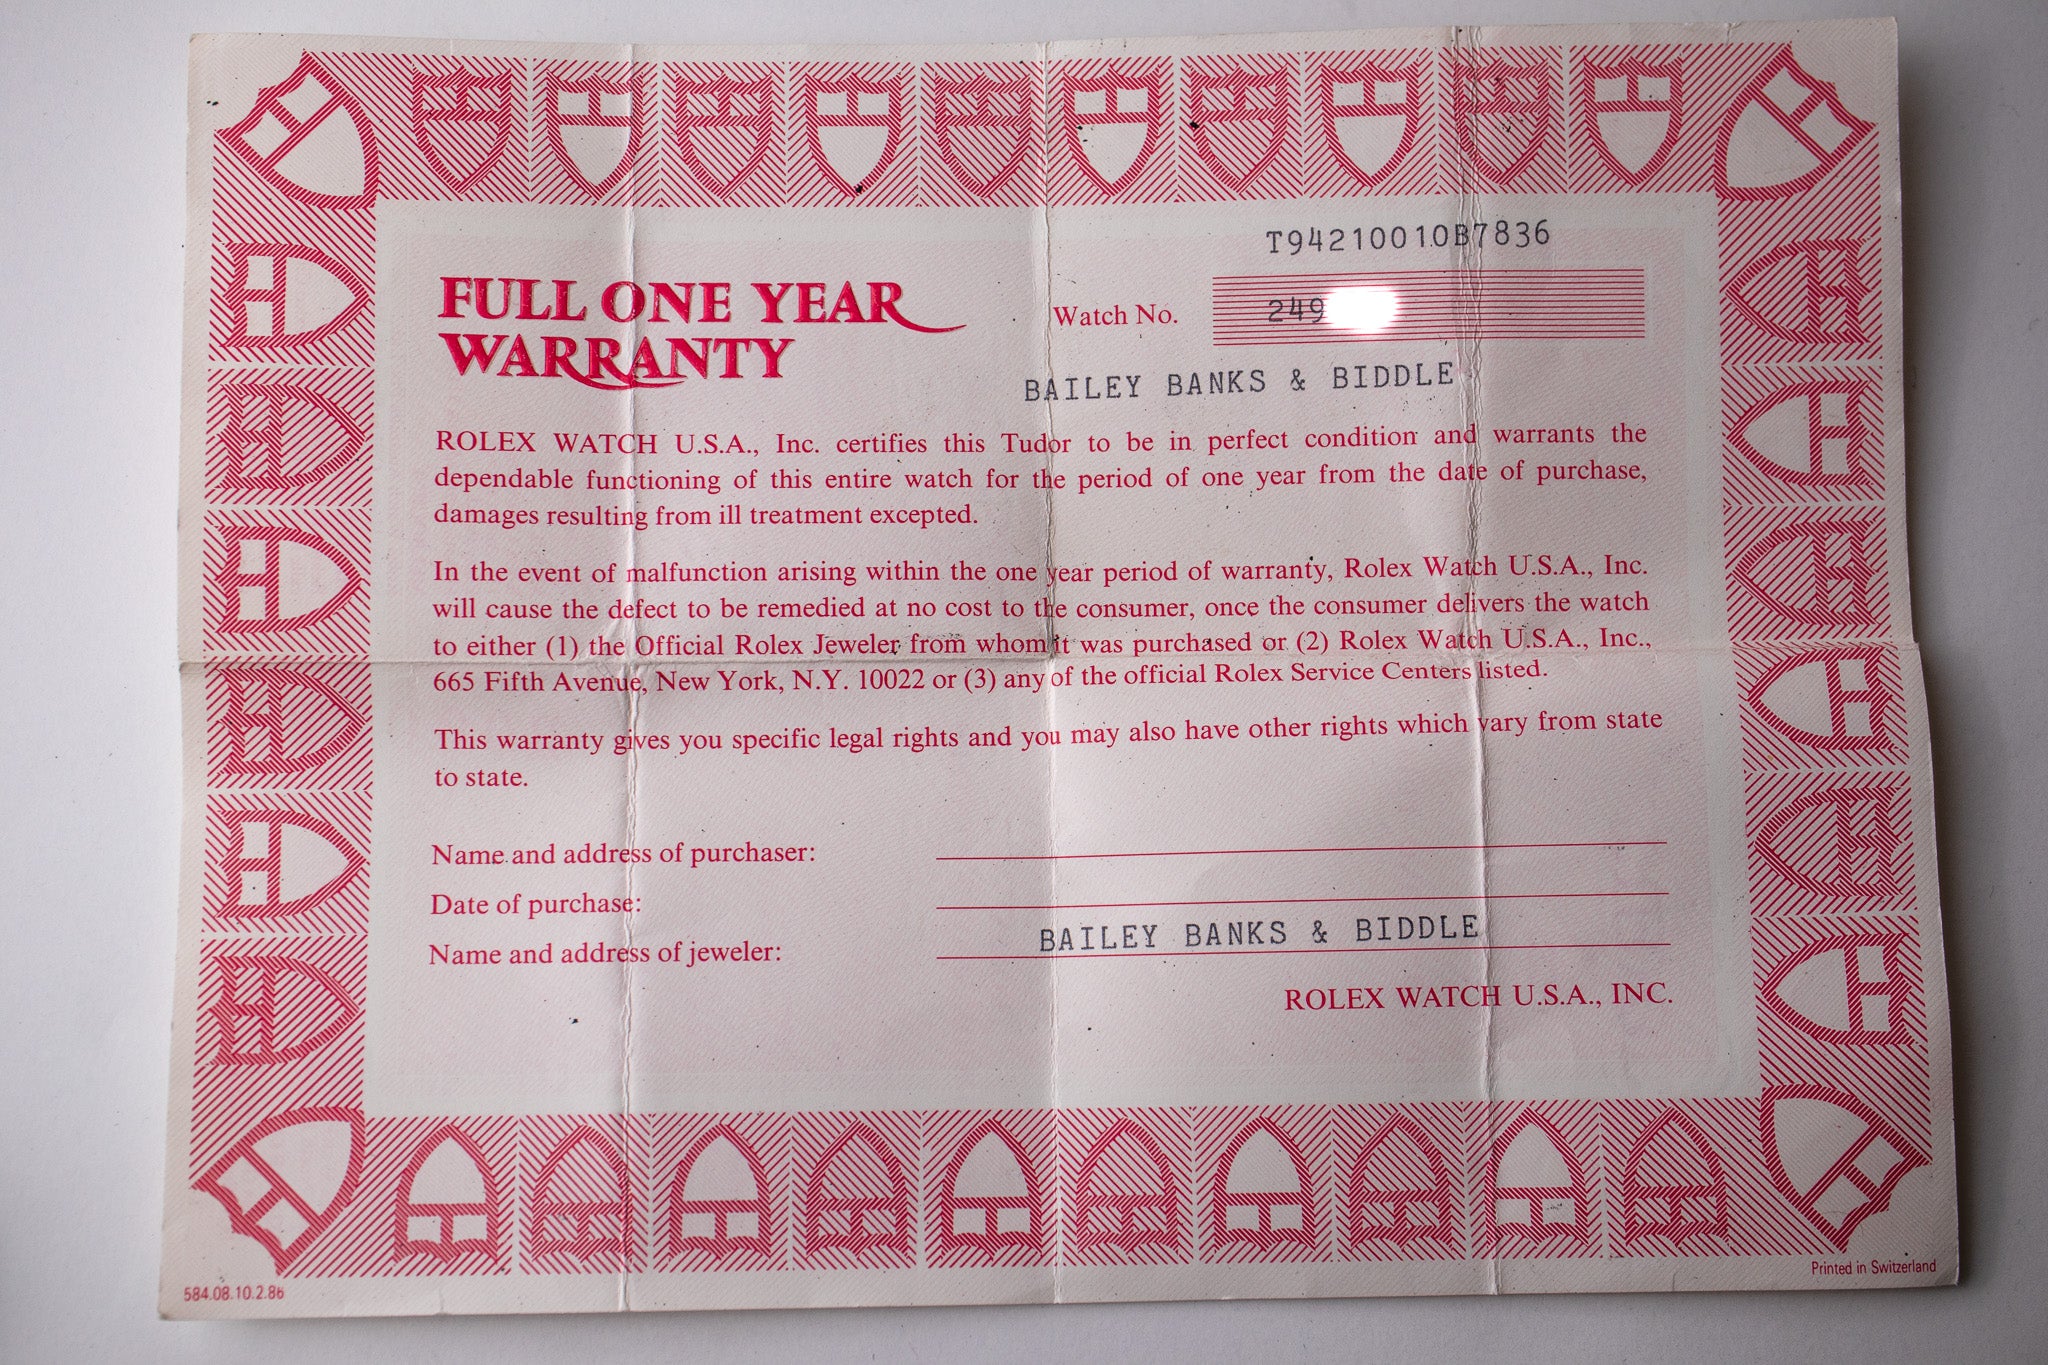 T94210010B7836
FULL ONE YEAR
WARRANTY
Watch No.
249
BAILEY BANKS & BIDDLE
ROLEX WATCH U.S.A., Inc. certifies this Tudor to be in perfect condition and warrants the
dependable functioning of this entire watch for the period of one year from the date of purchase,
damages resulting from ill treatment excepted.
In the event of malfunction arising within the one year period of warranty, Rolex Watch U.S.A., Inc.
will cause the defect to be remedied at no cost to the consumer, once the consumer delivers the watch
to either (1) the Official Rolex Jeweler from whom it was purchased or (2) Rolex Watch U.S.A., Inc.,
665 Fifth Avenue, New York, N.Y. 10022 or (3) any of the official Rolex Service Centers listed.
This warranty gives you specific legal rights and you may also have other rights which vary from state
to state.
Name and address of purchaser:
Date of purchase:
Name and address of jeweler: BAILEY BANKS & BIDDLE
ROLEX WATCH U.S.A., INC.
584.08.10.2.86
Printed in Switzerland